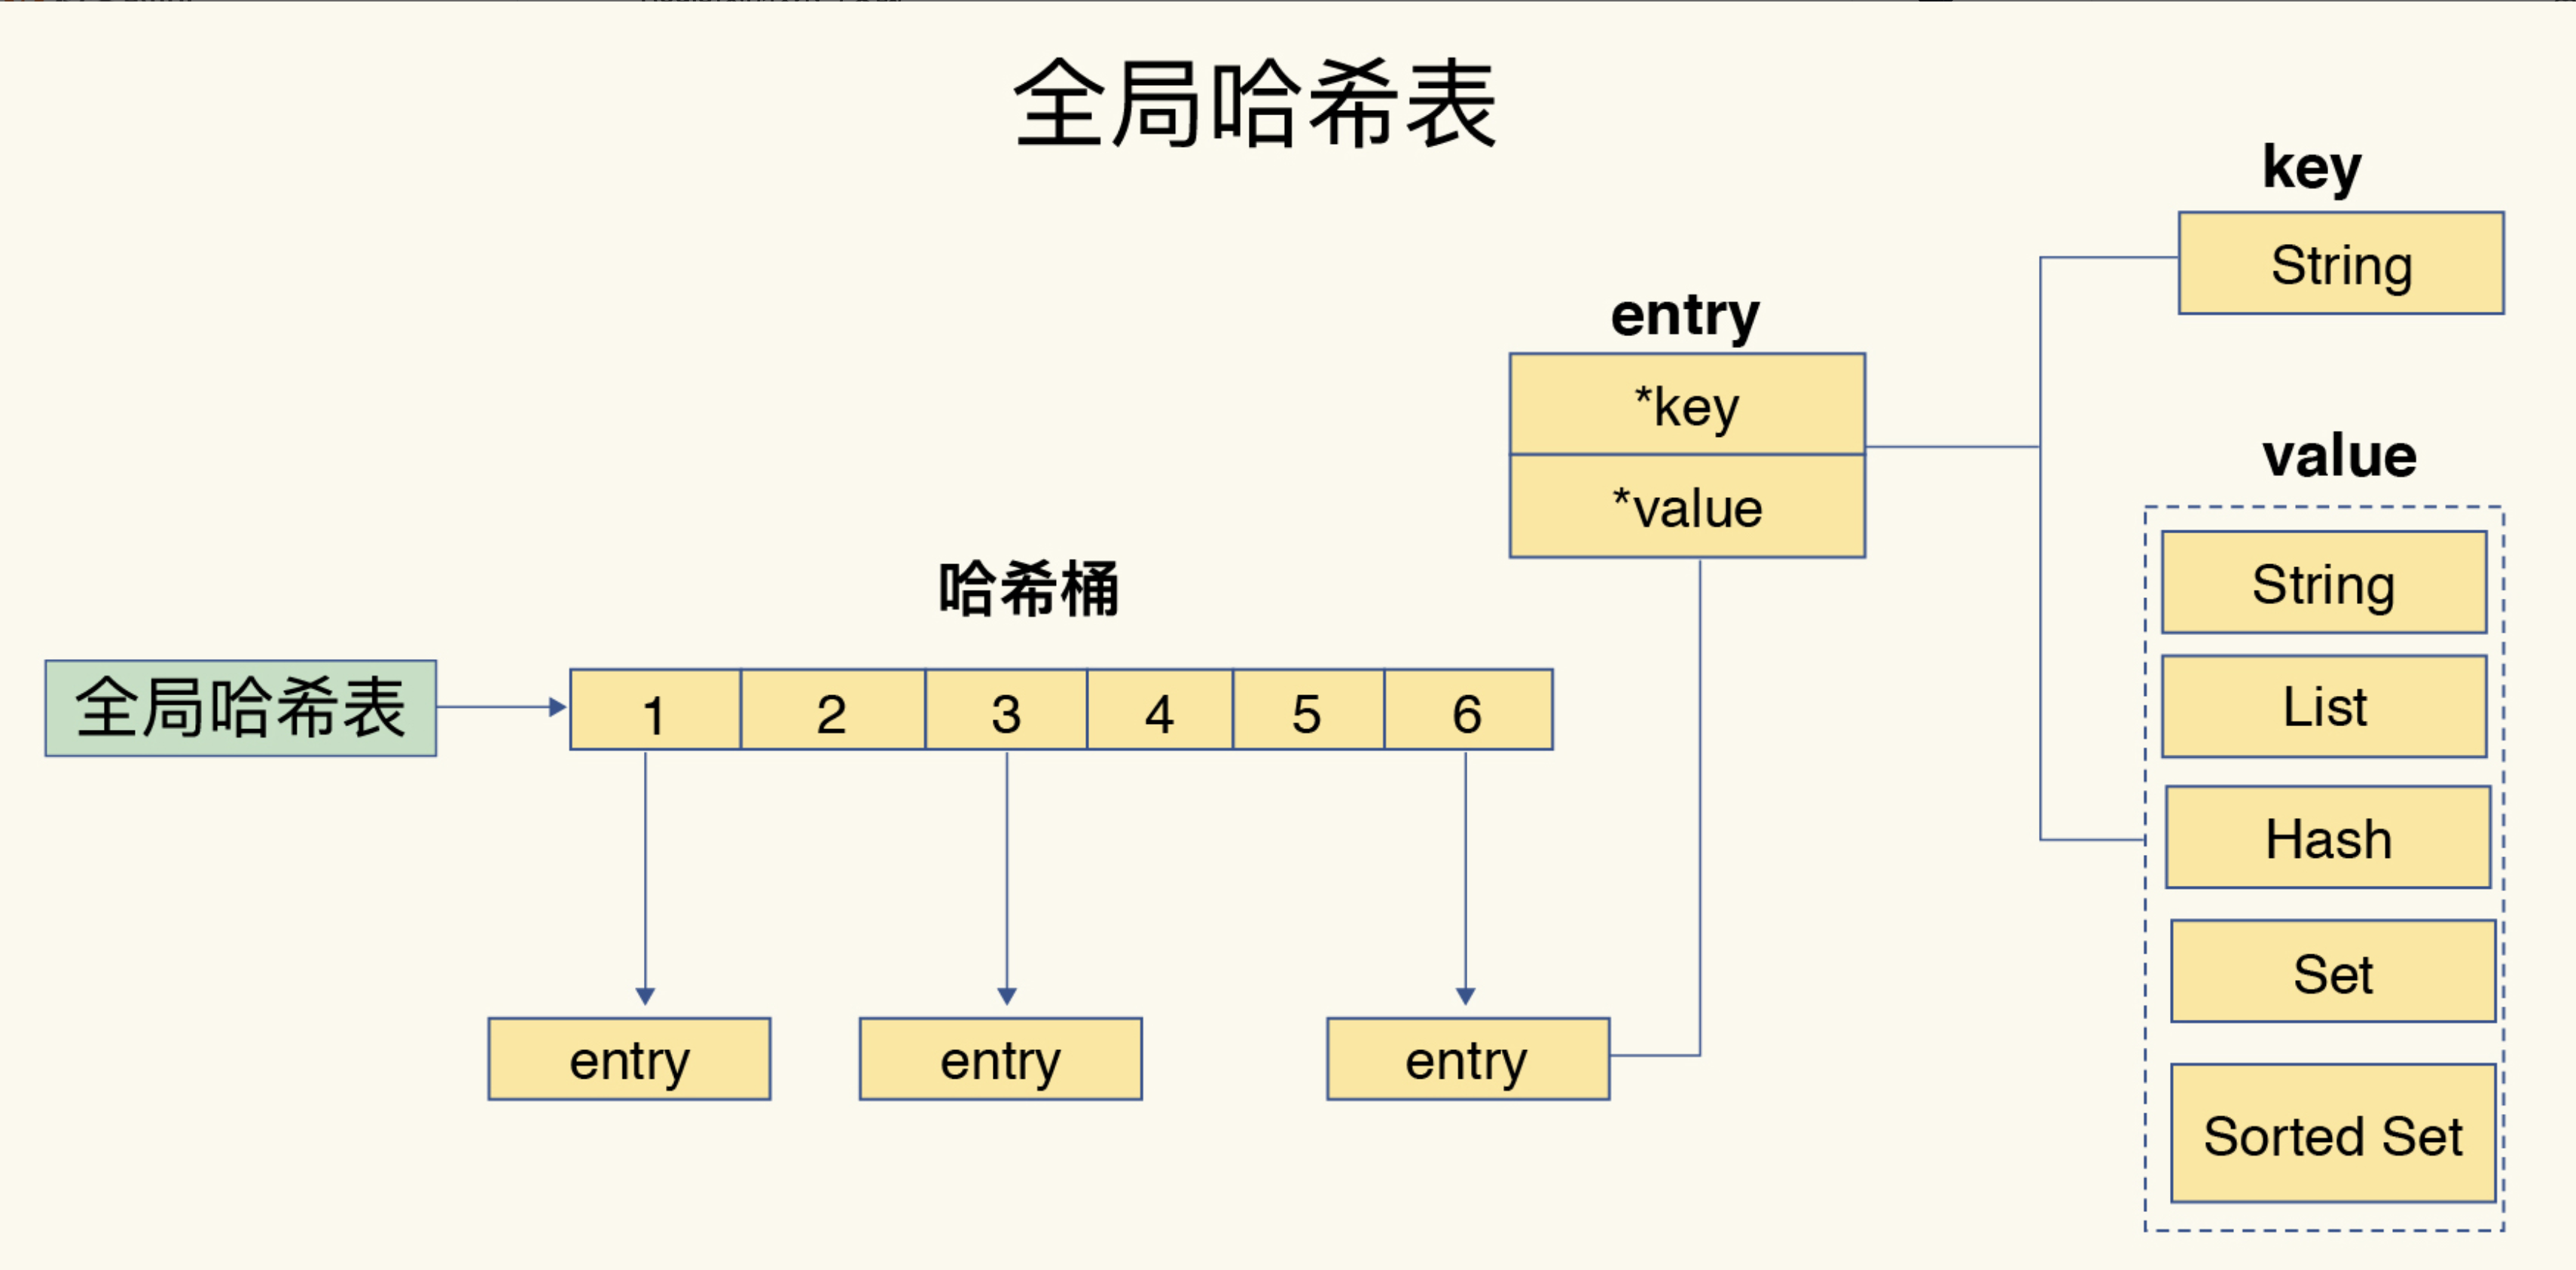 全局哈希表
key
String
entry
*key
*value
value
String
List
Hash
Set
Sorted Set
哈希桶
全局哈希表
1 2 3 4 5 6
entry entry entry